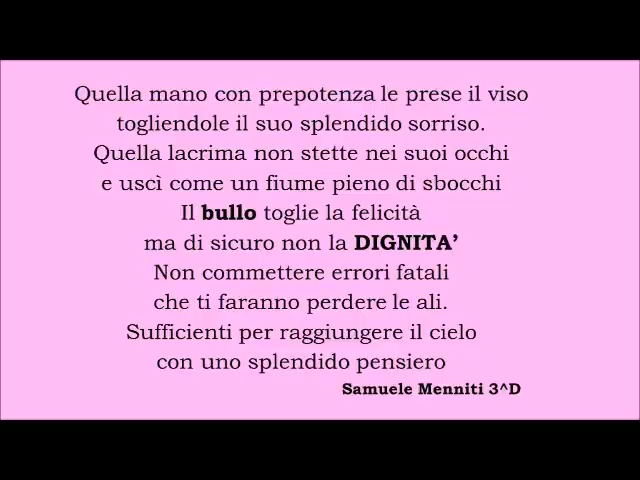 Quella mano con prepotenza le prese il viso
togliendole il suo splendido sorriso.
Quella lacrima non stette nei suoi occhi
e uscì come un fiume pieno di sbocchi
Il bullo toglie la felicità
ma di sicuro non la DIGNITA’
Non commettere errori fatali
che ti faranno perdere le ali.
Sufficienti per raggiungere il cielo
con uno splendido pensiero
Samuele Menniti 3^D